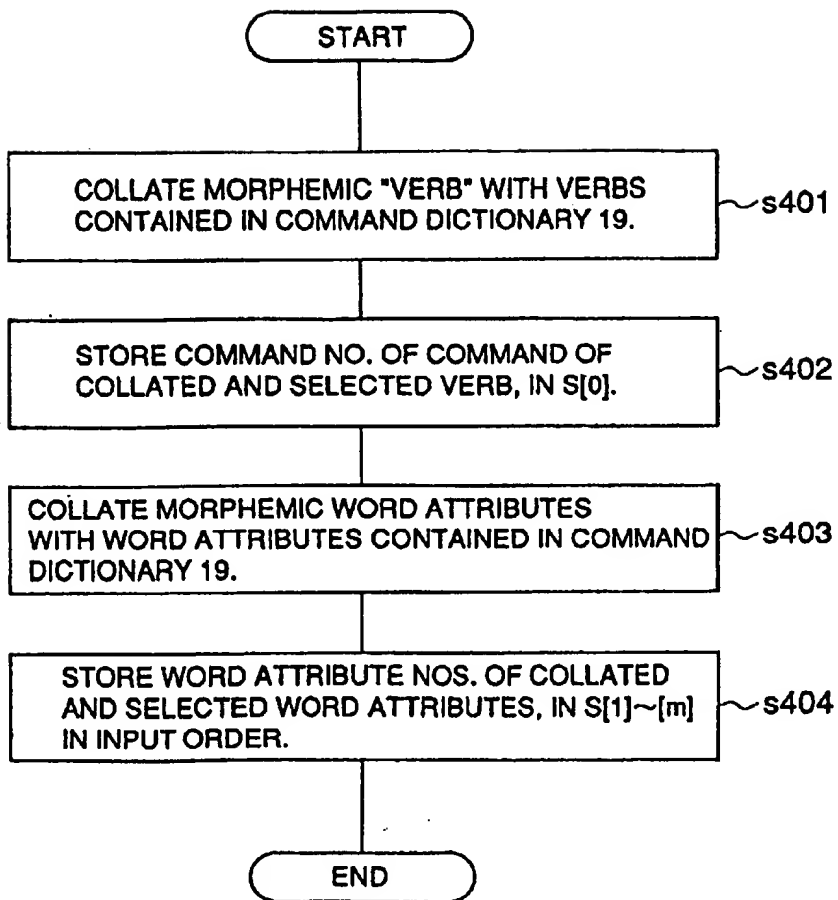 START
COLLATE MORPHEMIC "VERB" WITH VERBS
CONTAINED IN COMMAND DICTIONARY 19.
s401
STORE COMMAND NO. OF COMMAND OF
COLLATED AND SELECTED VERB, IN S[0].
s402
COLLATE MORPHEMIC WORD ATTRIBUTES
WITH WORD ATTRIBUTES CONTAINED IN COMMAND
DICTIONARY 19.
s403
STORE WORD ATTRIBUTE NOS. OF COLLATED
AND SELECTED WORD ATTRIBUTES, IN S[1]~[m]
IN INPUT ORDER.
s404
END